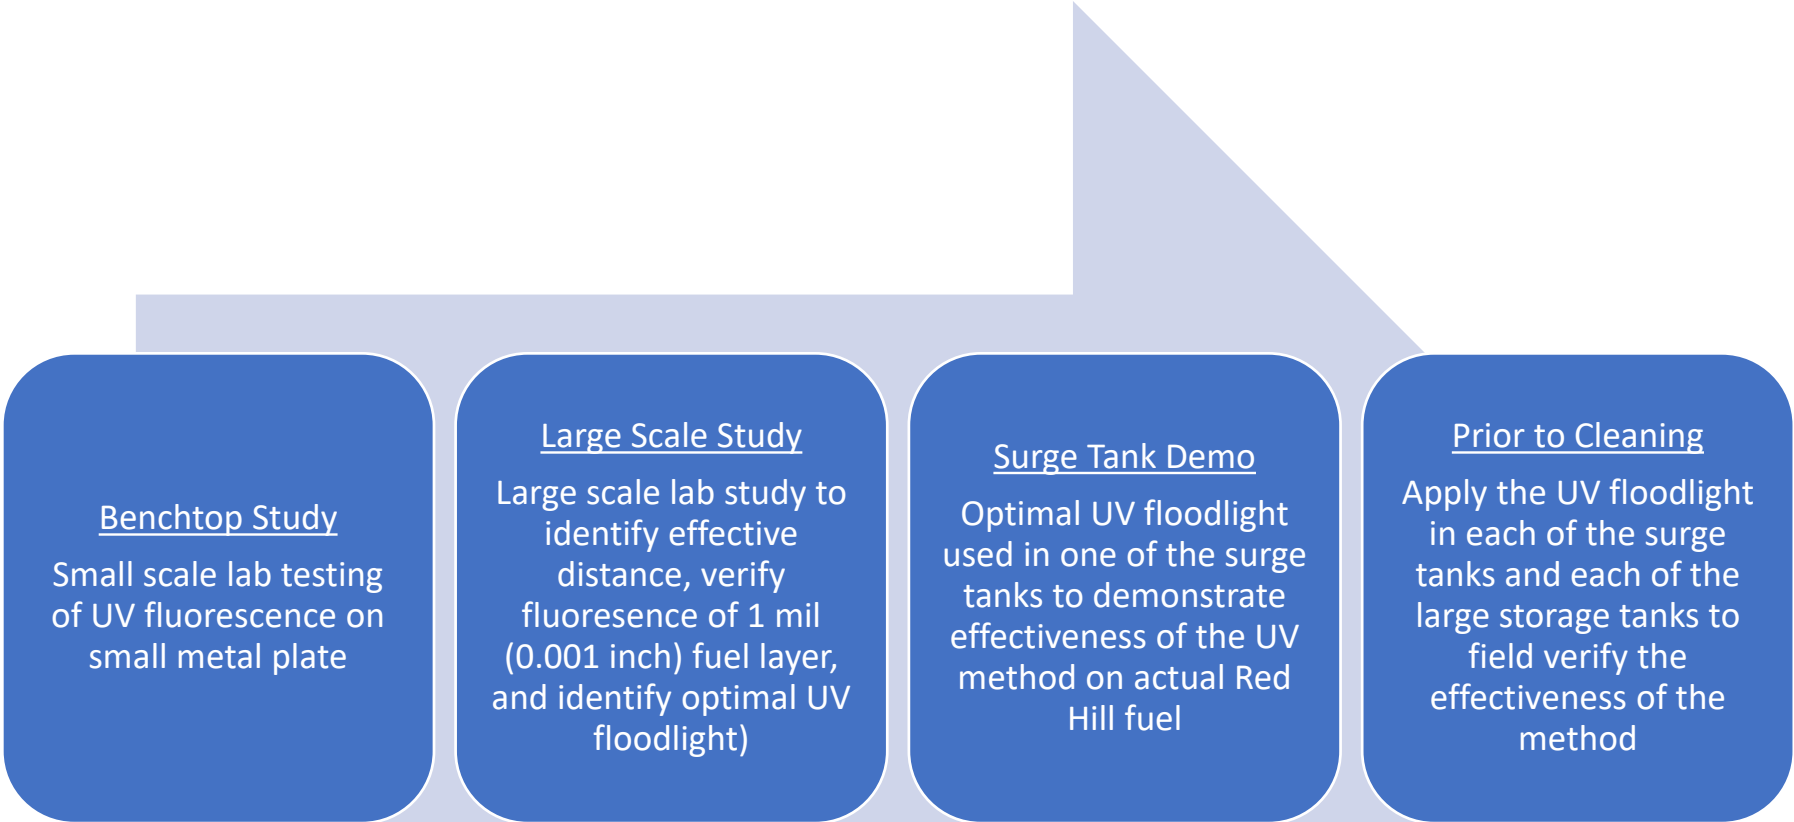 Benchtop Study
Small scale lab testing
of UV fluorescence on
small metal plate
Large Scale Study
Large scale lab study to
identify effective
distance, verify
fluoresence of 1 mil
(0.001 inch) fuel layer,
and identify optimal UV
floodlight)
Surge Tank Demo
Optimal UV floodlight
used in one of the surge
tanks to demonstrate
effectiveness of the UV
method on actual Red
Hill fuel
Prior to Cleaning
Apply the UV floodlight
in each of the surge
tanks and each of the
large storage tanks to
field verify the
effectiveness of the
method